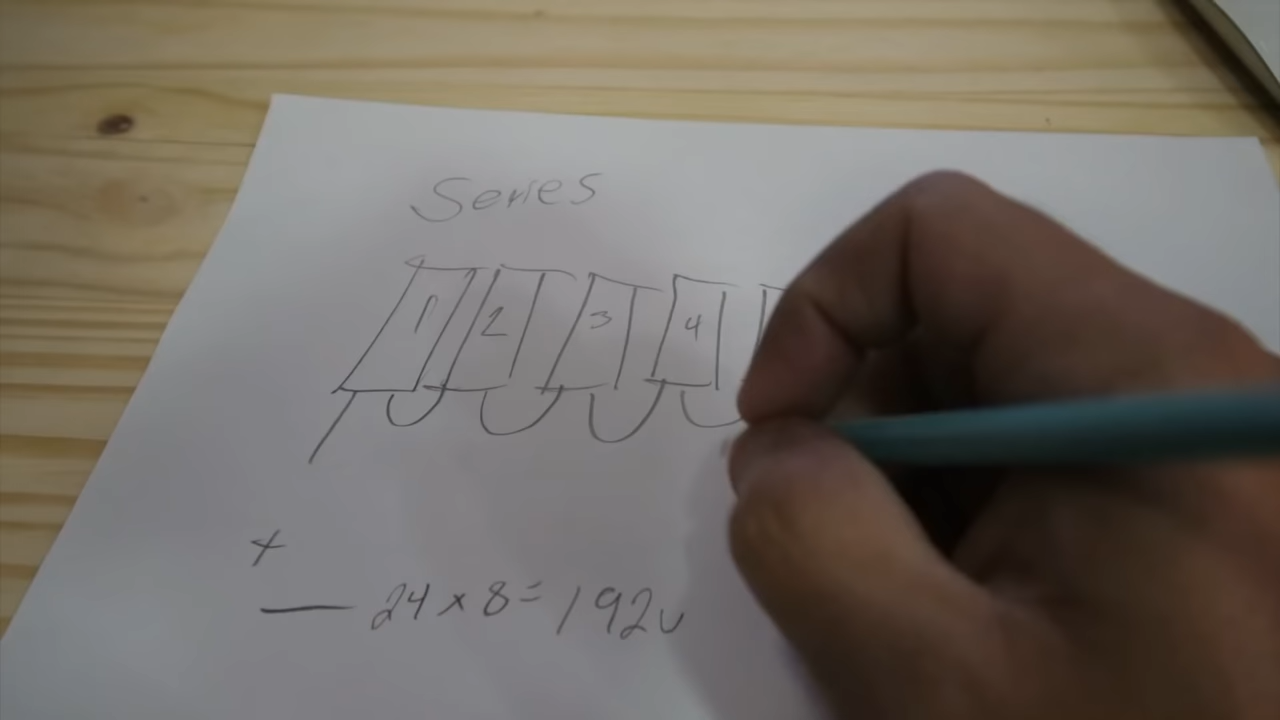 Series
1 2 3 4
+
— 24 x 8 = 192v